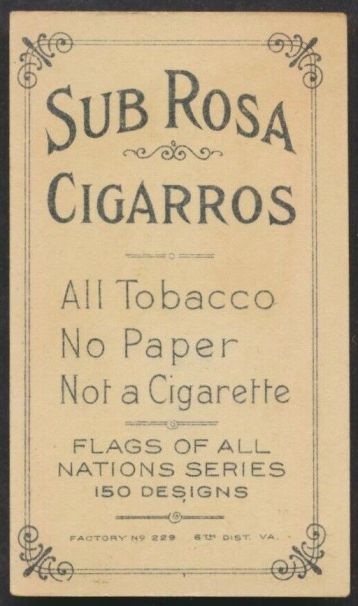 SUB ROSA
CIGARROS
All Tobacco
No Paper
Not a Cigarette
FLAGS OF ALL
NATIONS SERIES
150 DESIGNS
FACTORY Nº 229 6TH DIST. VA.